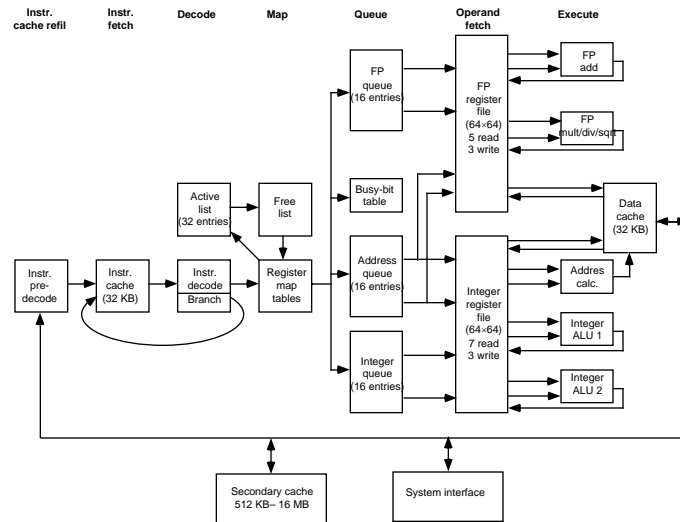 Instr.
cache refil
Instr.
fetch
Decode
Map
Queue
Operand
fetch
Execute
FP
queue
(16 entries)
FP
register
file
(64×64)
5 read
3 write
FP
add
FP
mult/div/sqrt
Active
list
(32 entries)
Free
list
Busy-bit
table
Data
cache
(32 KB)
Instr.
pre-
decode
Instr.
cache
(32 KB)
Instr.
decode
Branch
Register
map
tables
Address
queue
(16 entries)
Integer
register
file
(64×64)
7 read
3 write
Addres
calc.
Integer
ALU 1
Integer
queue
(16 entries)
Integer
ALU 2
Secondary cache
512 KB– 16 MB
System interface